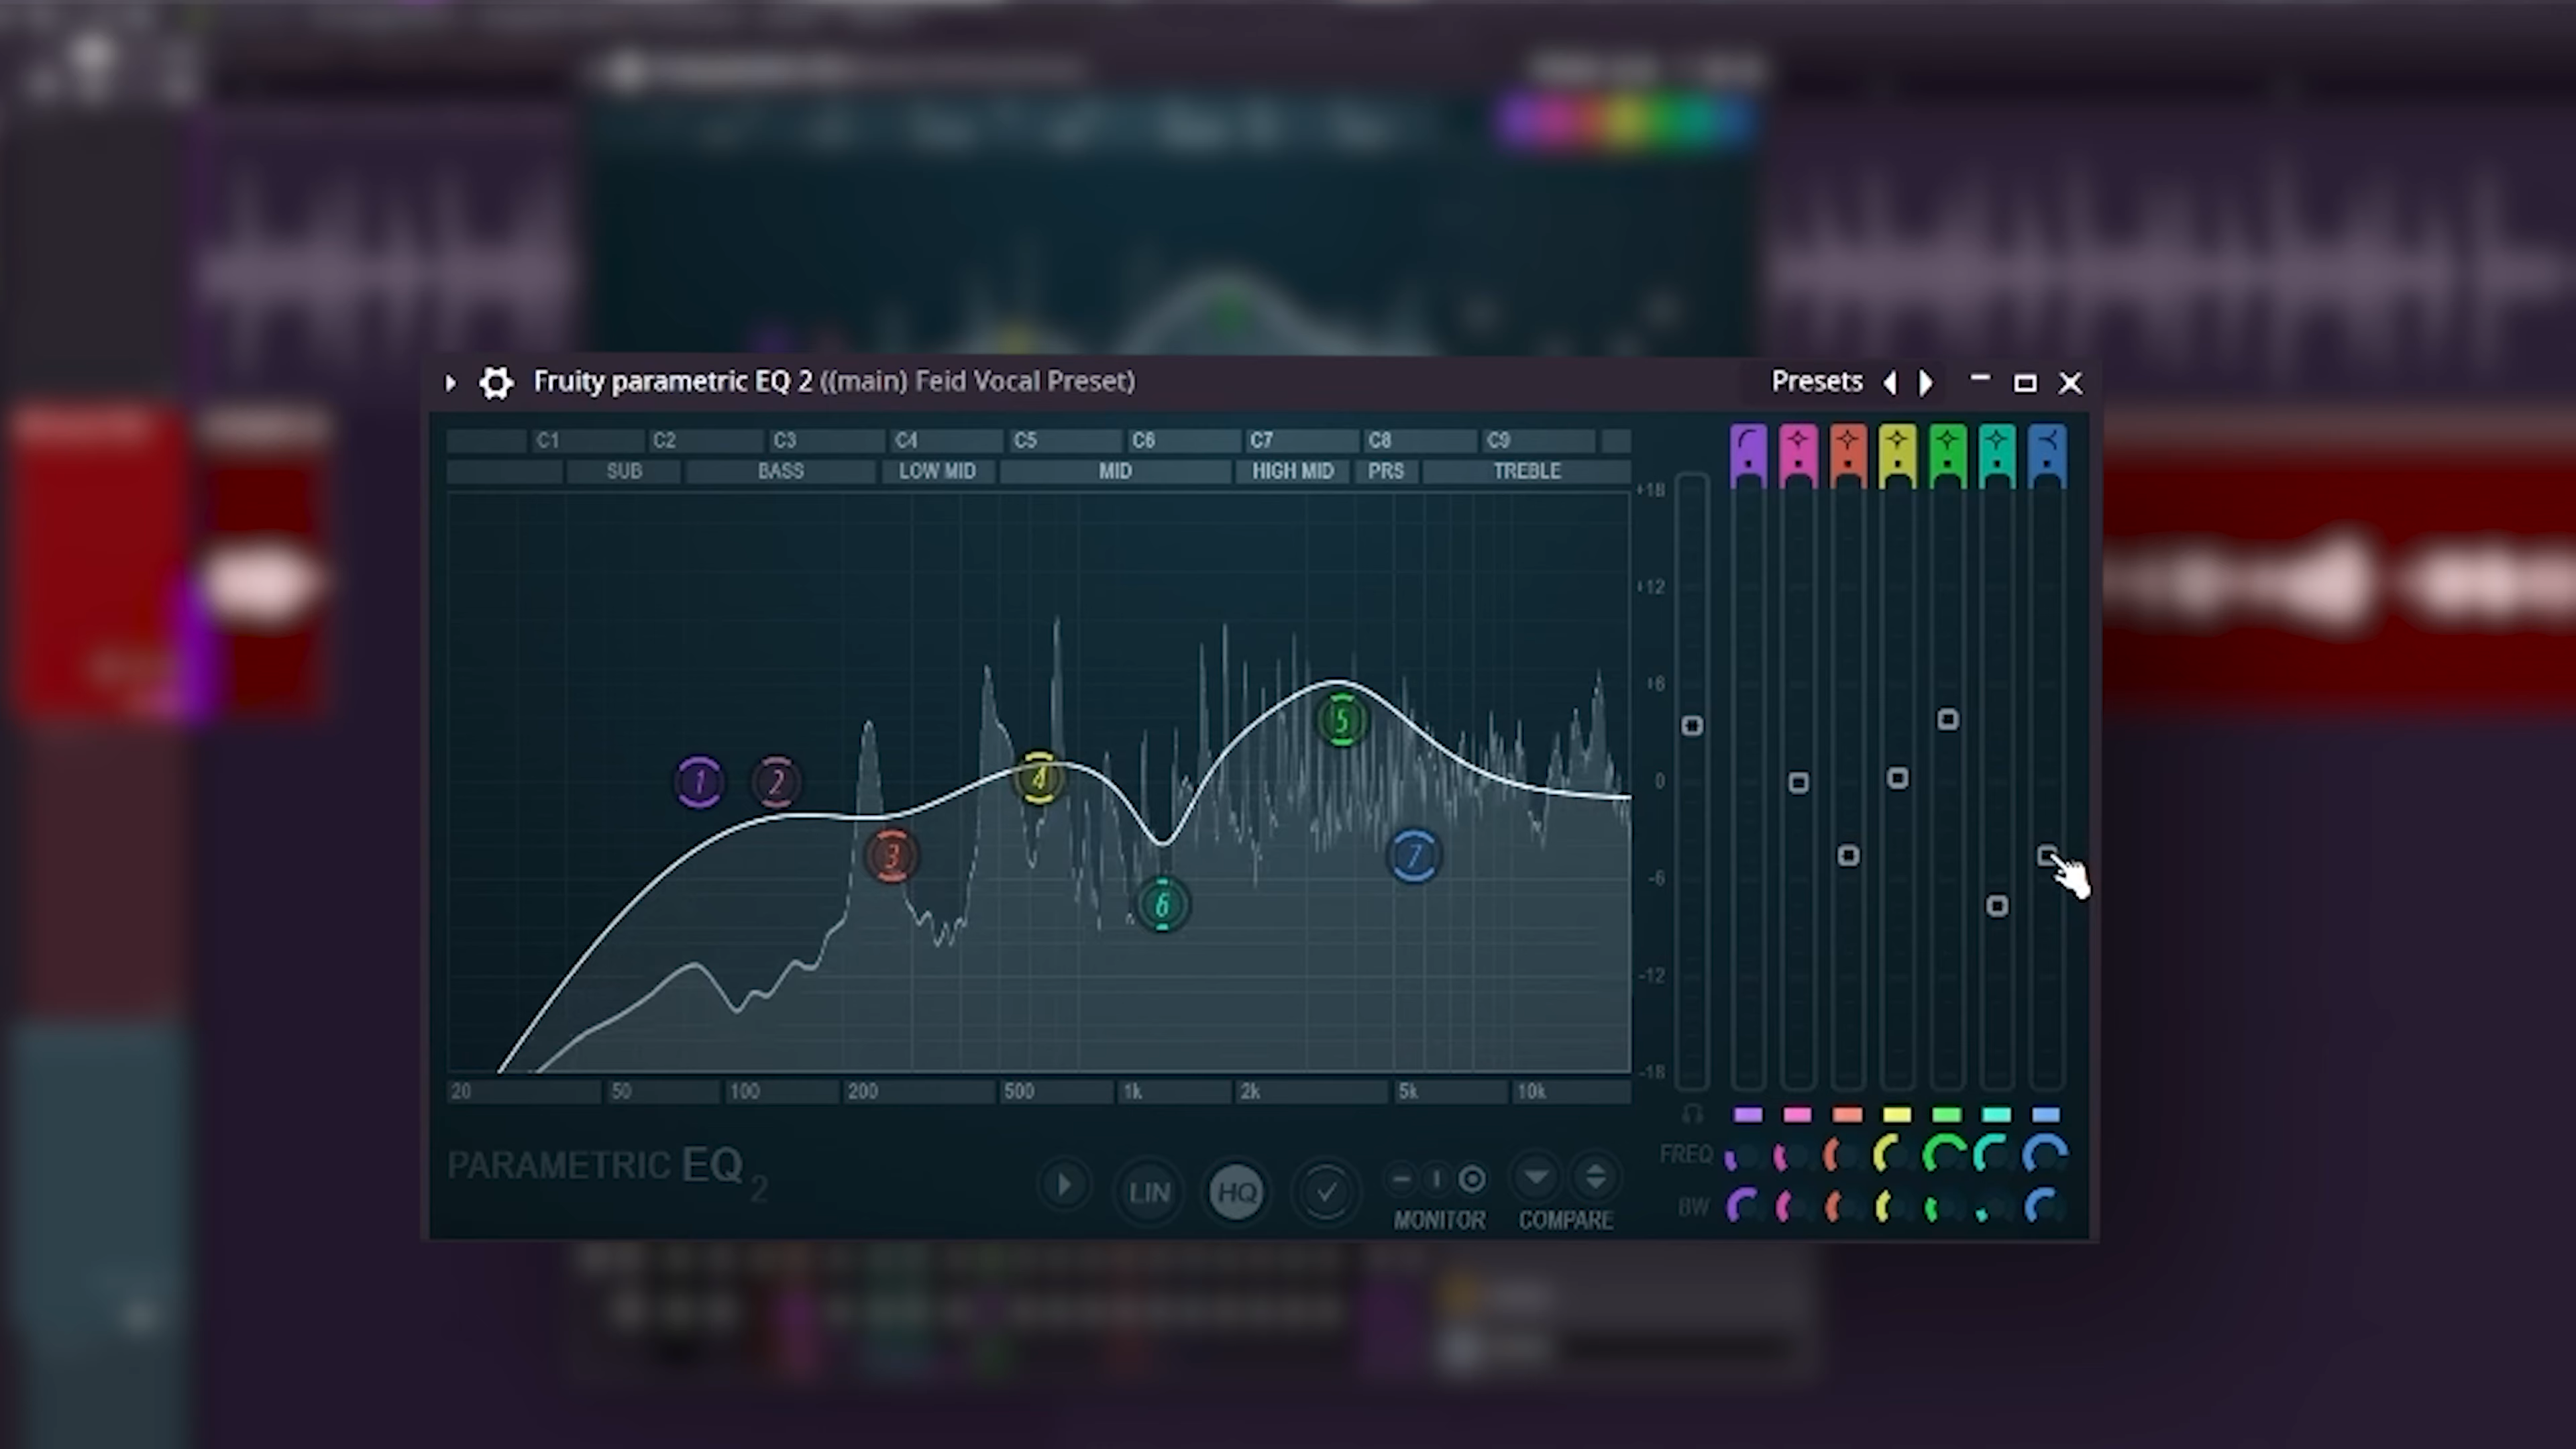 Fruity parametric EQ 2 ((main) Feid Vocal Preset) Presets
C1 C2 C3 C4 C5 C6 C7 C8 C9
SUB BASS LOW MID MID HIGH MID PRS TREBLE
+18
+12
+6
0
-6
-12
-18
1 2 3 4 5 6 7
20 50 100 200 500 1k 2k 5k 10k
PARAMETRIC EQ 2
LIN HQ
MONITOR COMPARE
FREQ
BW